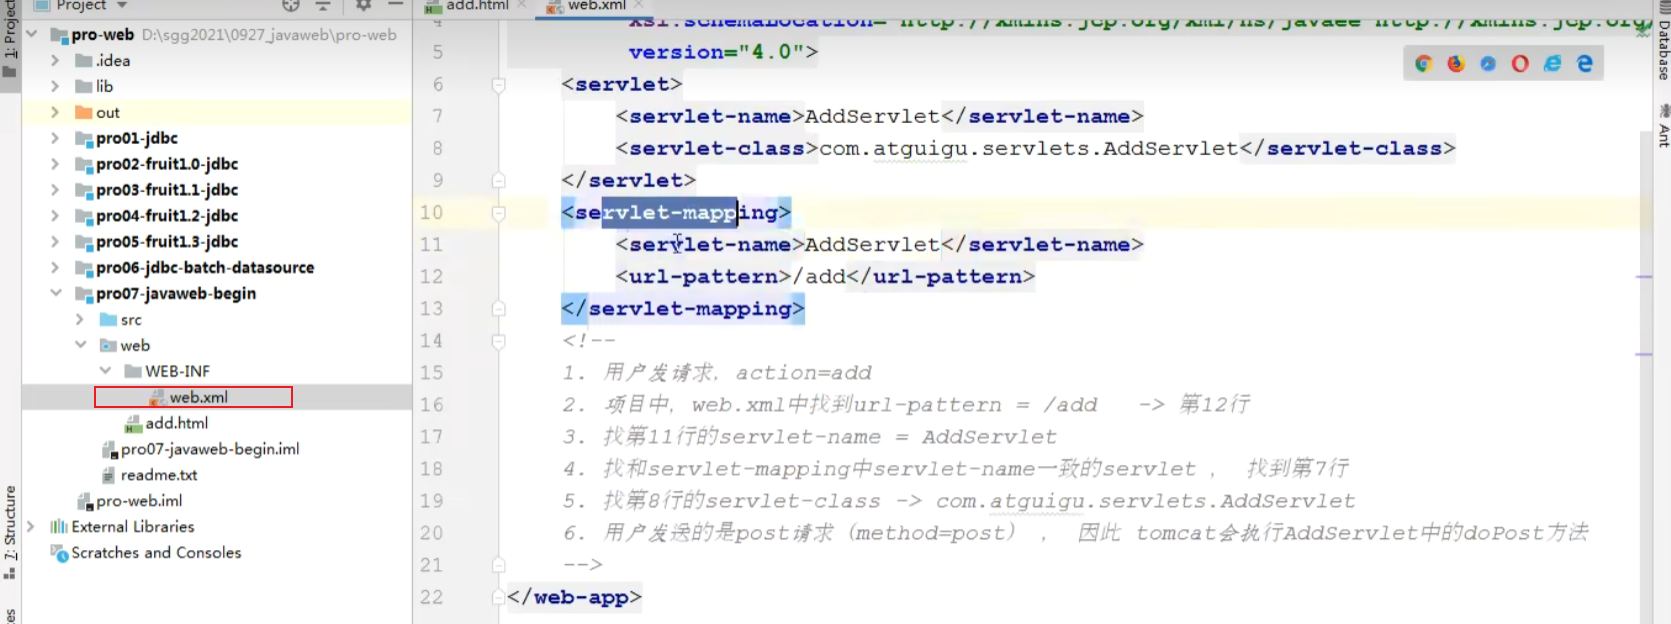 Project
add.html
web.xml
1: Project
pro-web D:\sgg2021\0927_javaweb\pro-web
.idea
lib
out
pro01-jdbc
pro02-fruit1.0-jdbc
pro03-fruit1.1-jdbc
pro04-fruit1.2-jdbc
pro05-fruit1.3-jdbc
pro06-jdbc-batch-datasource
pro07-javaweb-begin
src
web
WEB-INF
web.xml
add.html
pro07-javaweb-begin.iml
readme.txt
pro-web.iml
External Libraries
Scratches and Consoles
7: Structure
4 xsi:schemaLocation="http://xmlns.jcp.org/xml/ns/javaee http://xmlns.jcp.org/
5 version="4.0">
6 <servlet>
7 <servlet-name>AddServlet</servlet-name>
8 <servlet-class>com.atguigu.servlets.AddServlet</servlet-class>
9 </servlet>
10 <servlet-mapping>
11 <servlet-name>AddServlet</servlet-name>
12 <url-pattern>/add</url-pattern>
13 </servlet-mapping>
14 <!--
15 1. 用户发请求，action=add
16 2. 项目中，web.xml中找到url-pattern = /add -> 第12行
17 3. 找第11行的servlet-name = AddServlet
18 4. 找和servlet-mapping中servlet-name一致的servlet ， 找到第7行
19 5. 找第8行的servlet-class -> com.atguigu.servlets.AddServlet
20 6. 用户发送的是post请求（method=post） ， 因此 tomcat会执行AddServlet中的doPost方法
21 -->
22 </web-app>
Database
Ant